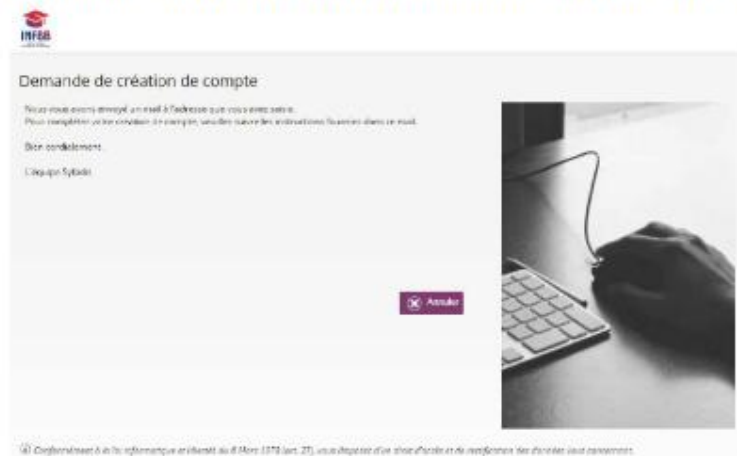 INFBB
Demande de création de compte
Nous vous avons envoyé un mail à l'adresse que vous avez saisie.
Pour compléter votre création de compte, veuillez suivre les instructions fournies dans ce mail.
Bien cordialement
L'équipe
Annuler
Conformément à la loi informatique et liberté du 6 Mars 1978 (art. 27), vous disposez d'un droit d'accès et de rectification des données vous concernant.